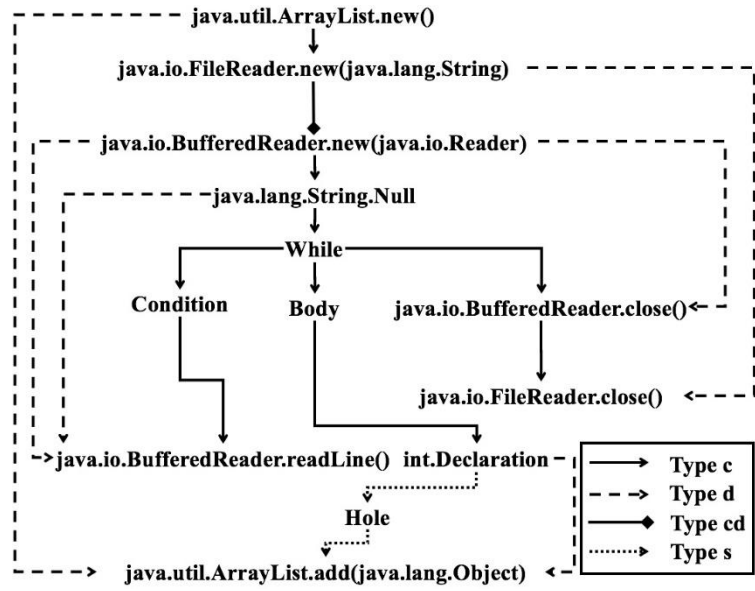 java.util.ArrayList.new()
java.io.FileReader.new(java.lang.String)
java.io.BufferedReader.new(java.io.Reader)
java.lang.String.Null
While
Condition
Body
java.io.BufferedReader.close()
java.io.FileReader.close()
java.io.BufferedReader.readLine()
int.Declaration
Hole
java.util.ArrayList.add(java.lang.Object)
Type c
Type d
Type cd
Type s